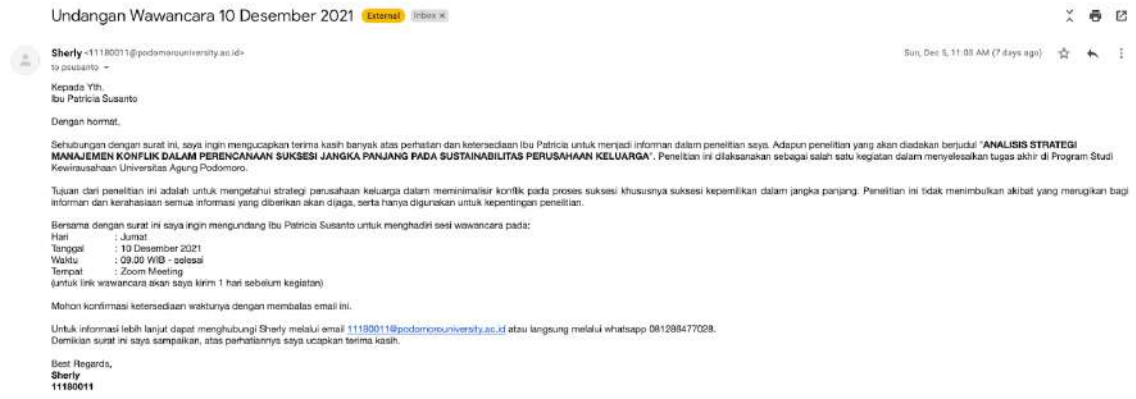 Undangan Wawancara 10 Desember 2021 External Inbox ×
Sherly <11180011@podomorouniversity.ac.id> Sun, Dec 5, 11:03 AM (7 days ago)
to psusanto
Kepada Yth.
Ibu Patricia Susanto
Dengan hormat,
Sehubungan dengan surat ini, saya ingin mengucapkan terima kasih banyak atas perhatian dan ketersediaan Ibu Patricia untuk menjadi informan dalam penelitian saya. Adapun penelitian yang akan diadakan berjudul "ANALISIS STRATEGI
MANAJEMEN KONFLIK DALAM PERENCANAAN SUKSESI JANGKA PANJANG PADA SUSTAINABILITAS PERUSAHAAN KELUARGA". Penelitian ini dilaksanakan sebagai salah satu kegiatan dalam menyelesaikan tugas akhir di Program Studi
Kewirausahaan Universitas Agung Podomoro.
Tujuan dari penelitian ini adalah untuk mengetahui strategi perusahaan keluarga dalam meminimalisir konflik pada proses suksesi khususnya suksesi kepemilikan dalam jangka panjang. Penelitian ini tidak menimbulkan akibat yang merugikan bagi
informan dan kerahasiaan semua informasi yang diberikan akan dijaga, serta hanya digunakan untuk kepentingan penelitian.
Bersama dengan surat ini saya ingin mengundang Ibu Patricia Susanto untuk menghadiri sesi wawancara pada:
Hari : Jumat
Tanggal : 10 Desember 2021
Waktu : 09.00 WIB - selesai
Tempat : Zoom Meeting
(untuk link wawancara akan saya kirim 1 hari sebelum kegiatan)
Mohon konfirmasi ketersediaan waktunya dengan membalas email ini.
Untuk informasi lebih lanjut dapat menghubungi Sherly melalui email 11180011@podomorouniversity.ac.id atau langsung melalui whatsapp 081288477028.
Demikian surat ini saya sampaikan, atas perhatiannya saya ucapkan terima kasih.
Best Regards,
Sherly
11180011